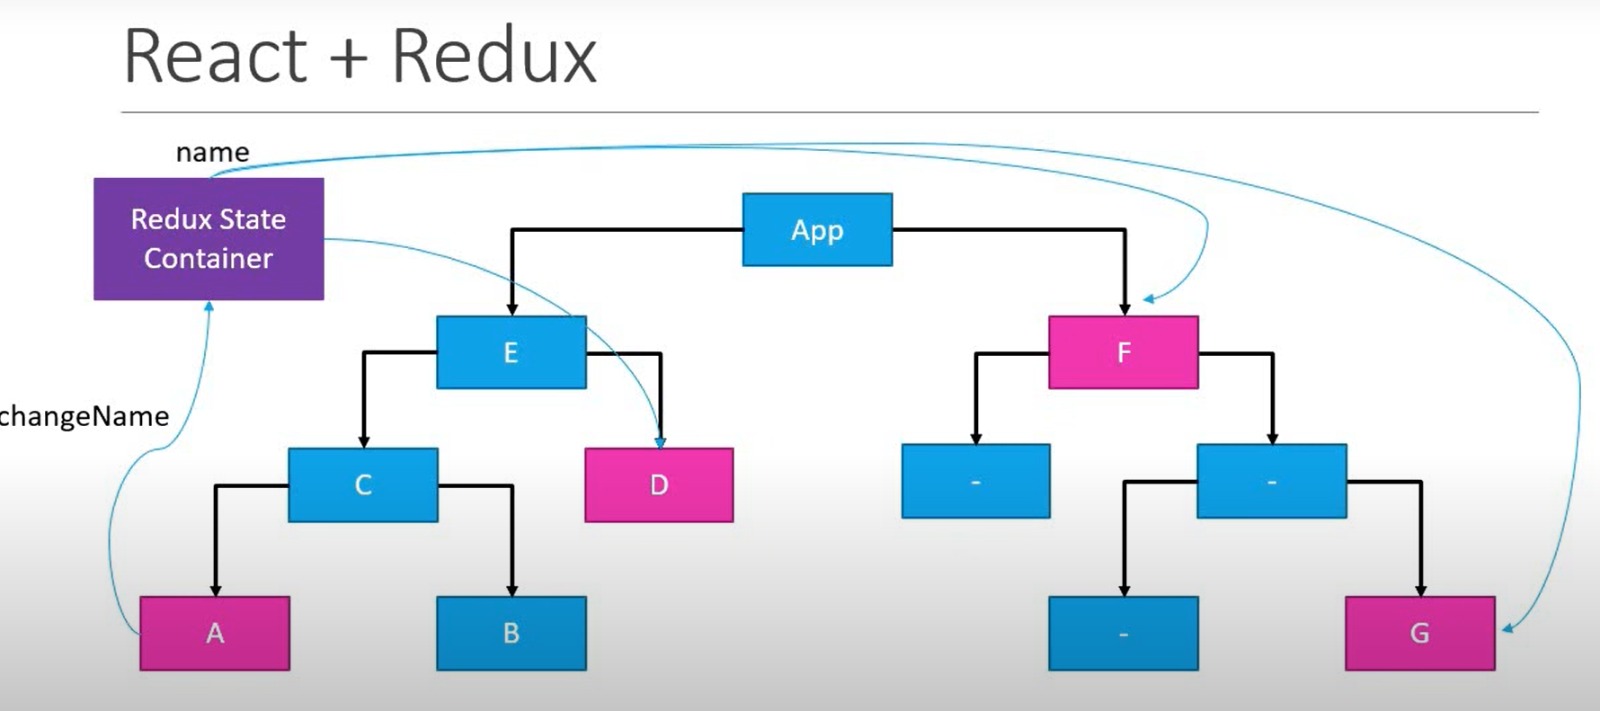 React + Redux
name
Redux State
Container
App
E
F
changeName
C
D
-
-
A
B
-
G